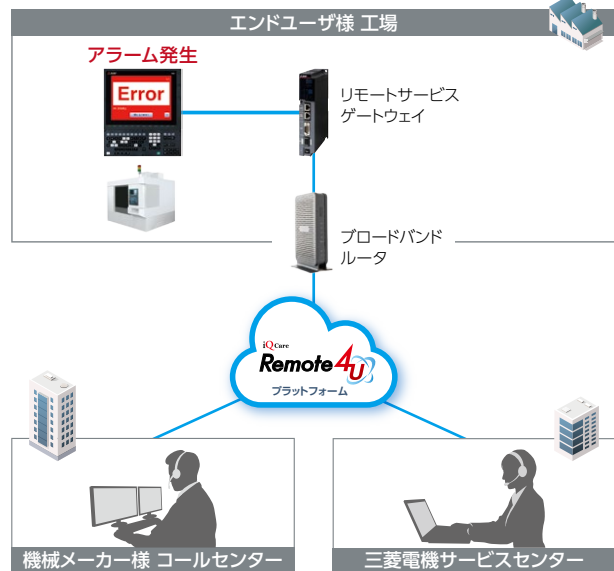 エンドユーザ様 工場
アラーム発生
Error
リモートサービス
ゲートウェイ
ブロードバンド
ルータ
iQ Care
Remote4U
プラットフォーム
機械メーカー様 コールセンター
三菱電機サービスセンター